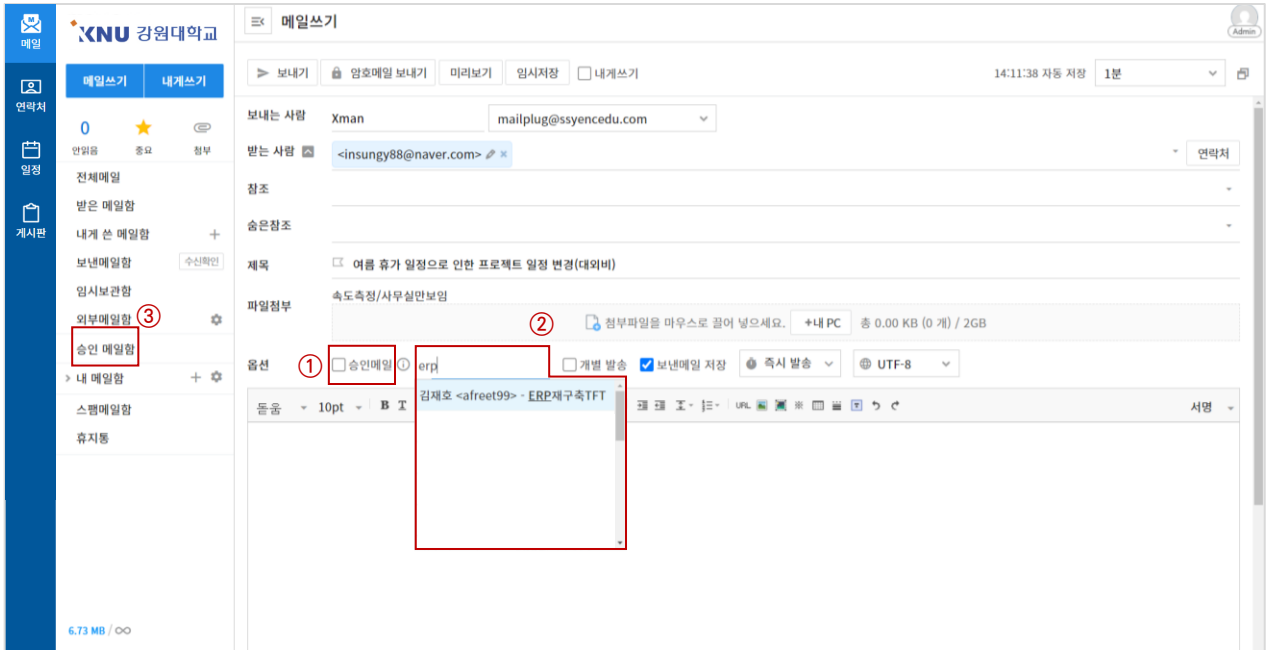 메일
연락처
일정
게시판
KNU 강원대학교
메일쓰기 내게쓰기
0
안읽음 중요 첨부
전체메일
받은 메일함
내게 쓴 메일함
보낸메일함 수신확인
임시보관함
외부메일함 ③
승인 메일함
내 메일함
스팸메일함
휴지통
6.73 MB / ∞
메일쓰기
Admin
보내기 암호메일 보내기 미리보기 임시저장 내게쓰기 14:11:38 자동 저장 1분
보내는 사람 Xman mailplug@ssyencedu.com
받는 사람 <insungy88@naver.com> 연락처
참조
숨은참조
제목 여름 휴가 일정으로 인한 프로젝트 일정 변경(대외비)
파일첨부 속도측정/사무실만보임
② 첨부파일을 마우스로 끌어 넣으세요. +내 PC 총 0.00 KB (0 개) / 2GB
옵션 ① 승인메일 erp 개별 발송 보낸메일 저장 즉시 발송 UTF-8
김재호 <afreet99> - ERP재구축TFT
돋움 10pt B T URL 서명